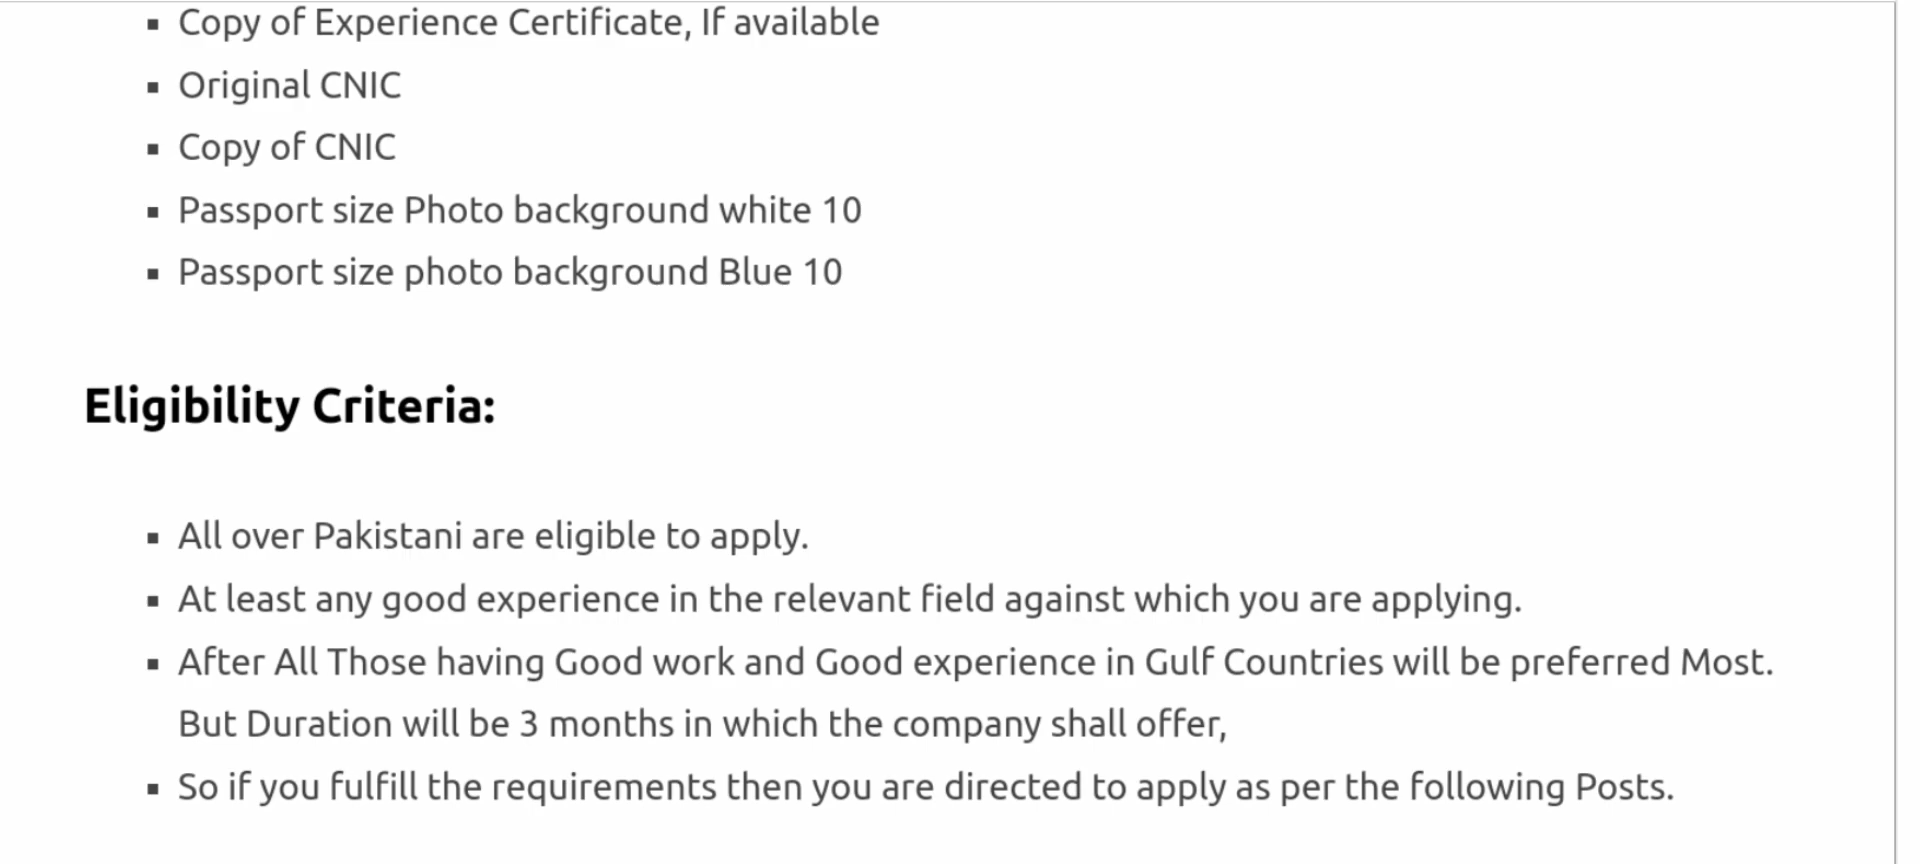 Copy of Experience Certificate, If available
Original CNIC
Copy of CNIC
Passport size Photo background white 10
Passport size photo background Blue 10
Eligibility Criteria:
All over Pakistani are eligible to apply.
At least any good experience in the relevant field against which you are applying.
After All Those having Good work and Good experience in Gulf Countries will be preferred Most.
But Duration will be 3 months in which the company shall offer,
So if you fulfill the requirements then you are directed to apply as per the following Posts.